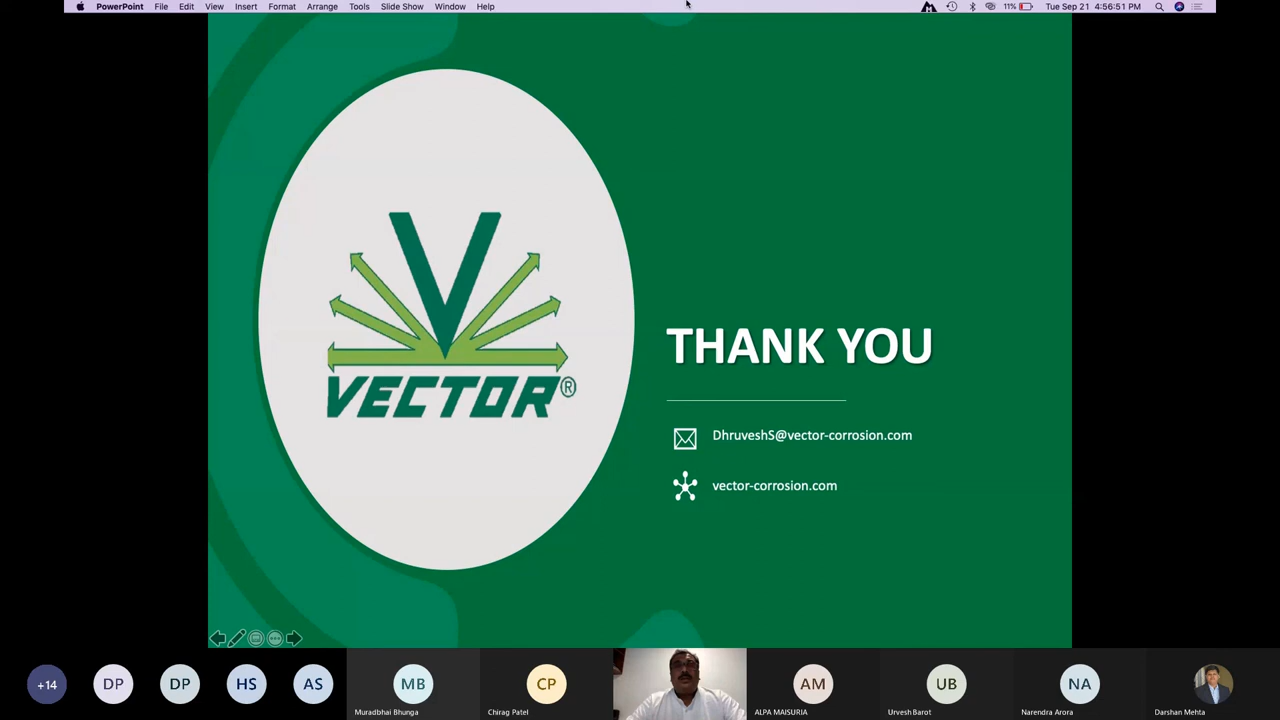 PowerPoint File Edit View Insert Format Arrange Tools Slide Show Window Help 11% Tue Sep 21 4:56:51 PM
VECTOR®
THANK YOU
DhruveshS@vector-corrosion.com
vector-corrosion.com
+14 DP DP HS AS MB CP AM UB NA
Muradbhai Bhunga Chirag Patel ALPA MAISURIA Urvesh Barot Narendra Arora Darshan Mehta